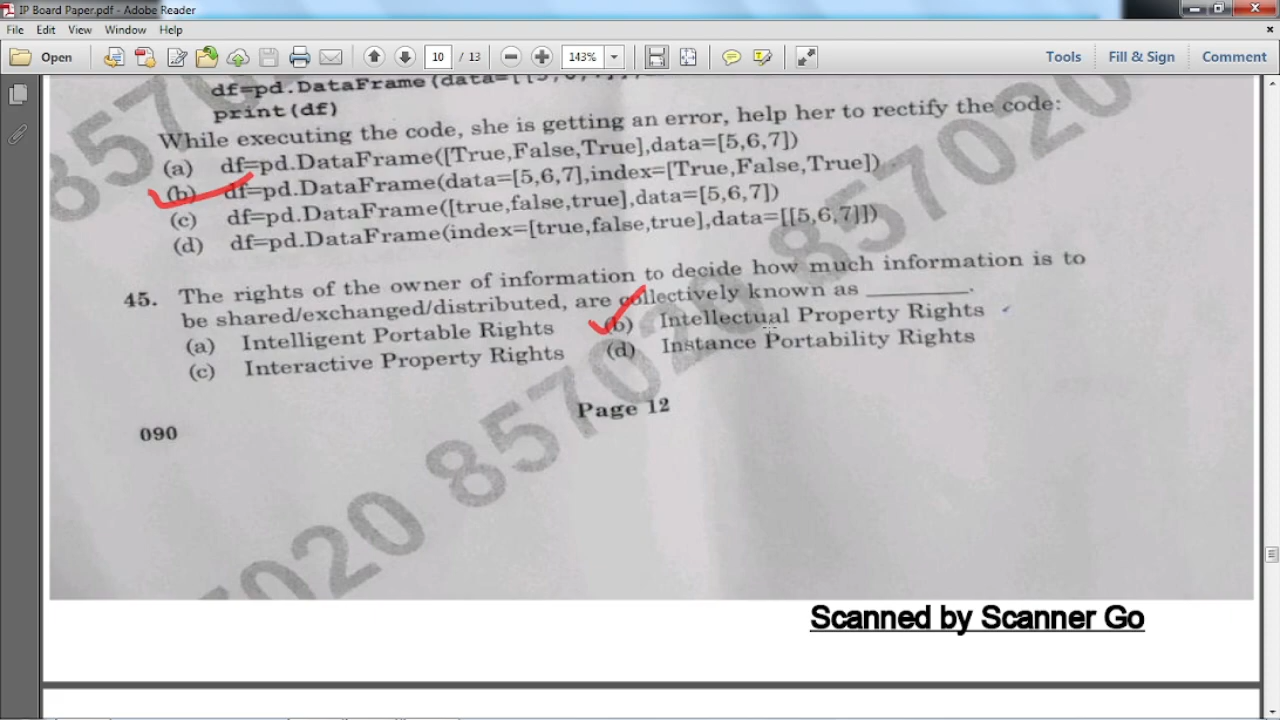 IP Board Paper.pdf - Adobe Reader
File Edit View Window Help
Open 10 / 13 143% Tools Fill & Sign Comment
df=pd.DataFrame(data=[[5,6,7]],
print(df)
While executing the code, she is getting an error, help her to rectify the code:
(a) df=pd.DataFrame([True,False,True],data=[5,6,7])
(b) df=pd.DataFrame(data=[5,6,7],index=[True,False,True])
(c) df=pd.DataFrame([true,false,true],data=[5,6,7])
(d) df=pd.DataFrame(index=[true,false,true],data=[[5,6,7]])
45. The rights of the owner of information to decide how much information is to
be shared/exchanged/distributed, are collectively known as ________.
(a) Intelligent Portable Rights (b) Intellectual Property Rights
(c) Interactive Property Rights (d) Instance Portability Rights
Page 12
090
857020 857020 857020
Scanned by Scanner Go